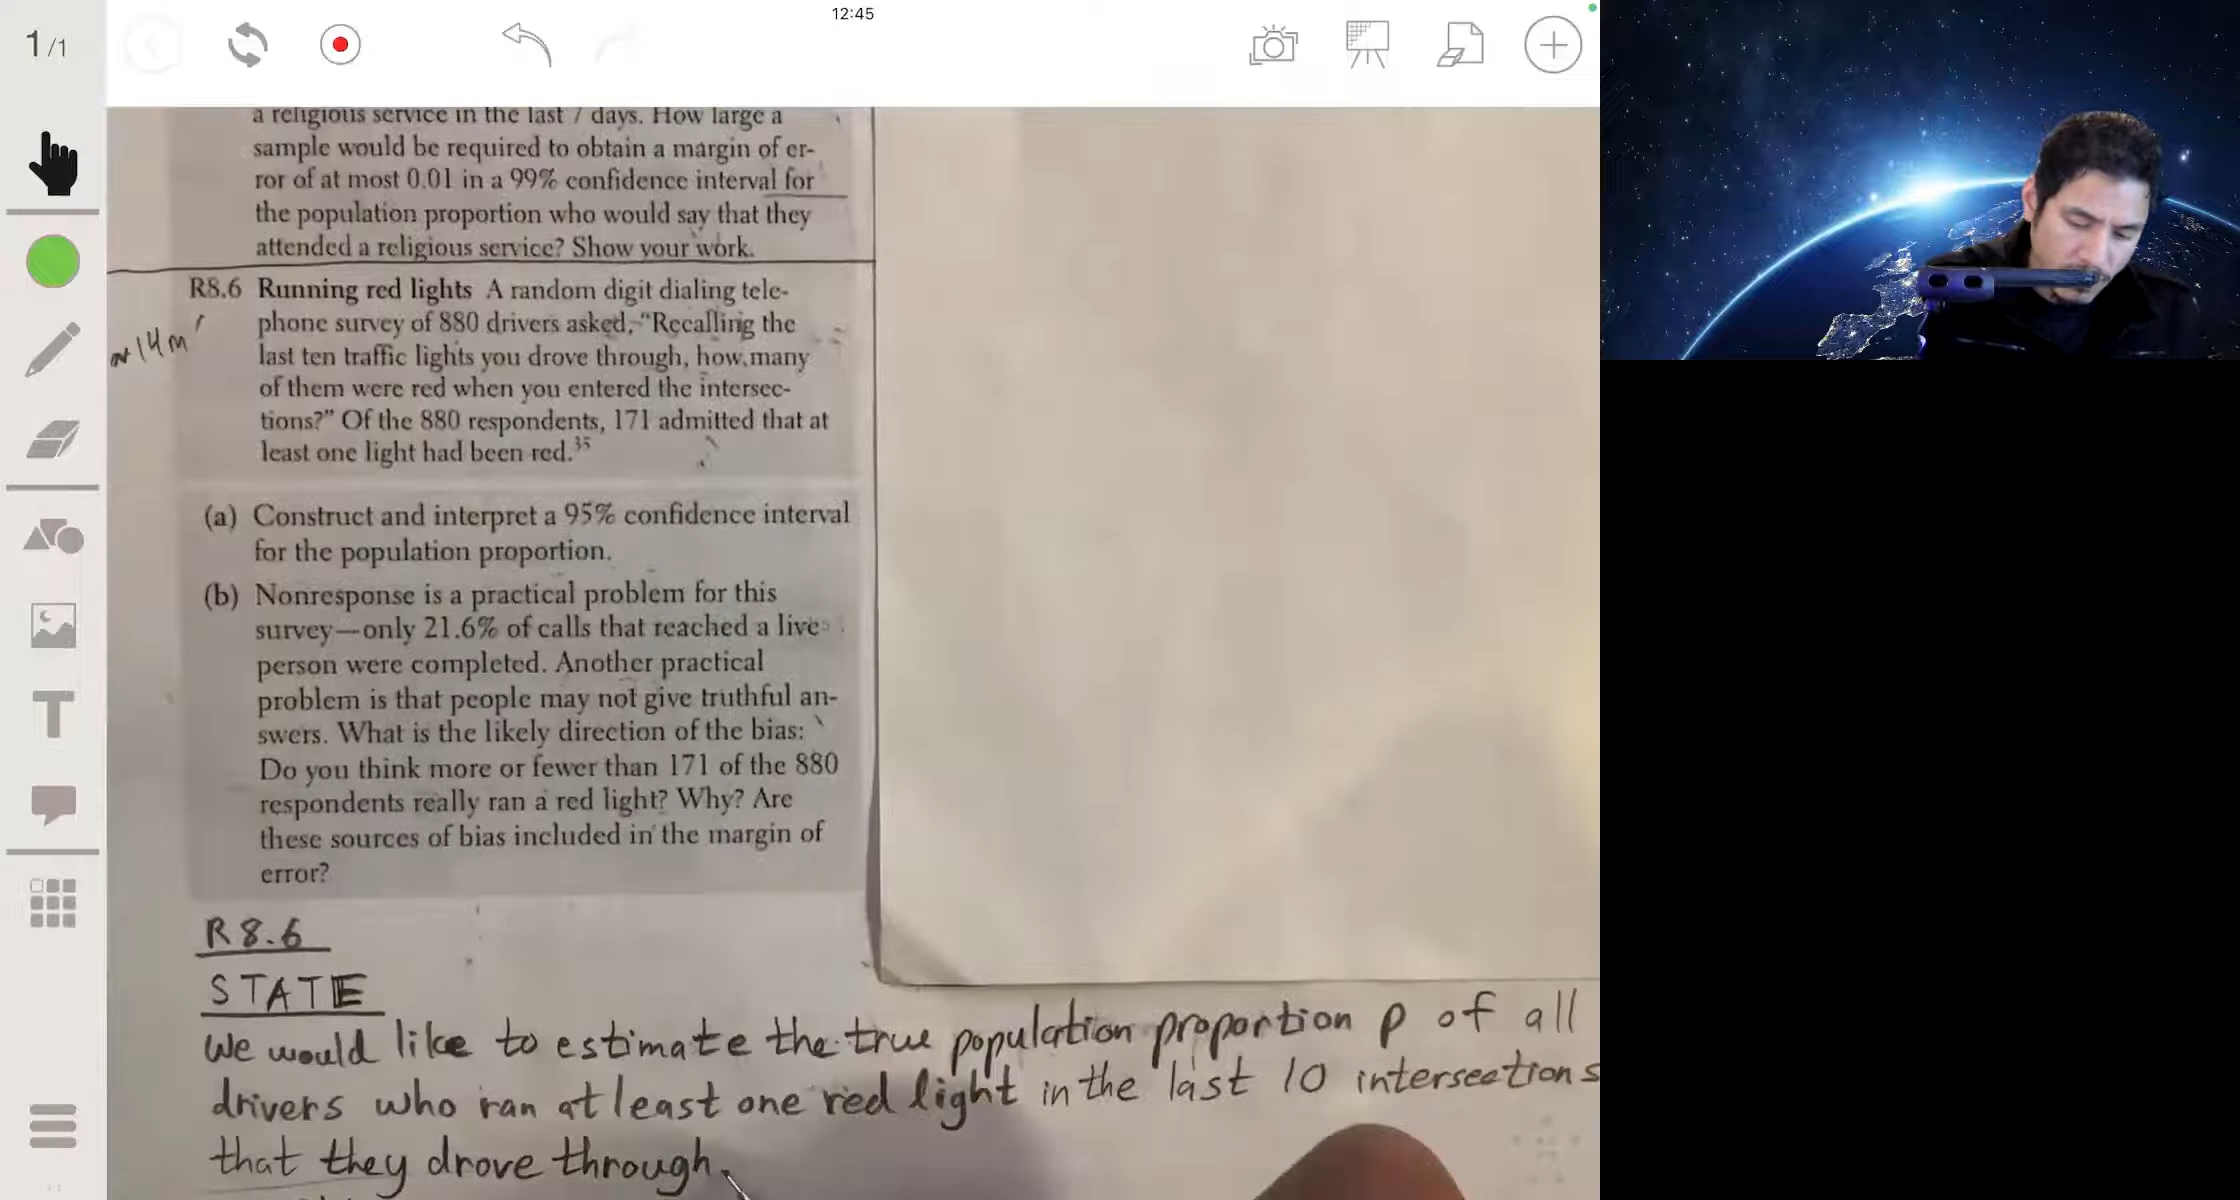 12:45
1/1
a religious service in the last 7 days. How large a
sample would be required to obtain a margin of er-
ror of at most 0.01 in a 99% confidence interval for
the population proportion who would say that they
attended a religious service? Show your work.
R8.6 Running red lights A random digit dialing tele-
phone survey of 880 drivers asked, “Recalling the
last ten traffic lights you drove through, how many
of them were red when you entered the intersec-
tions?” Of the 880 respondents, 171 admitted that at
least one light had been red.35
(a) Construct and interpret a 95% confidence interval
for the population proportion.
(b) Nonresponse is a practical problem for this
survey—only 21.6% of calls that reached a live
person were completed. Another practical
problem is that people may not give truthful an-
swers. What is the likely direction of the bias:
Do you think more or fewer than 171 of the 880
respondents really ran a red light? Why? Are
these sources of bias included in the margin of
error?
R8.6
STATE
We would like to estimate the true population proportion p of all
drivers who ran at least one red light in the last 10 intersections
that they drove through.